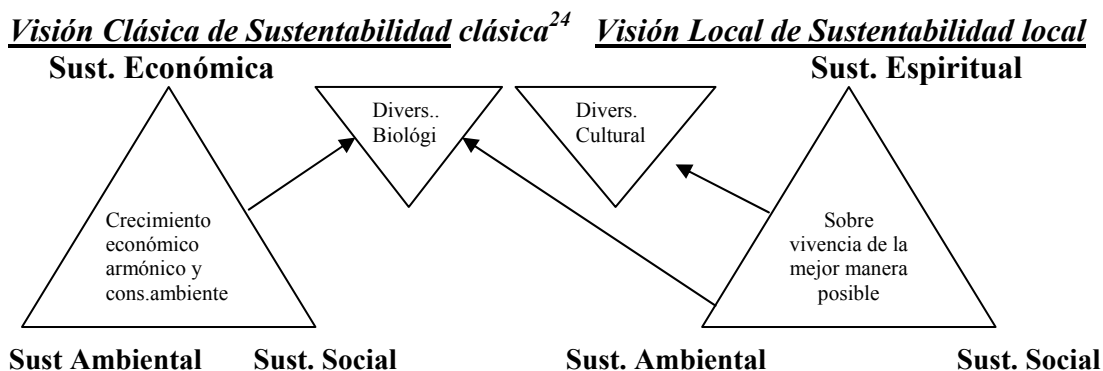 Visión Clásica de Sustentabilidad clásica24 Visión Local de Sustentabilidad local
Sust. Económica Sust. Espiritual
Divers..
Biológi
Divers.
Cultural
Crecimiento
económico
armónico y
cons.ambiente
Sobre
vivencia de la
mejor manera
posible
Sust Ambiental Sust. Social Sust. Ambiental Sust. Social